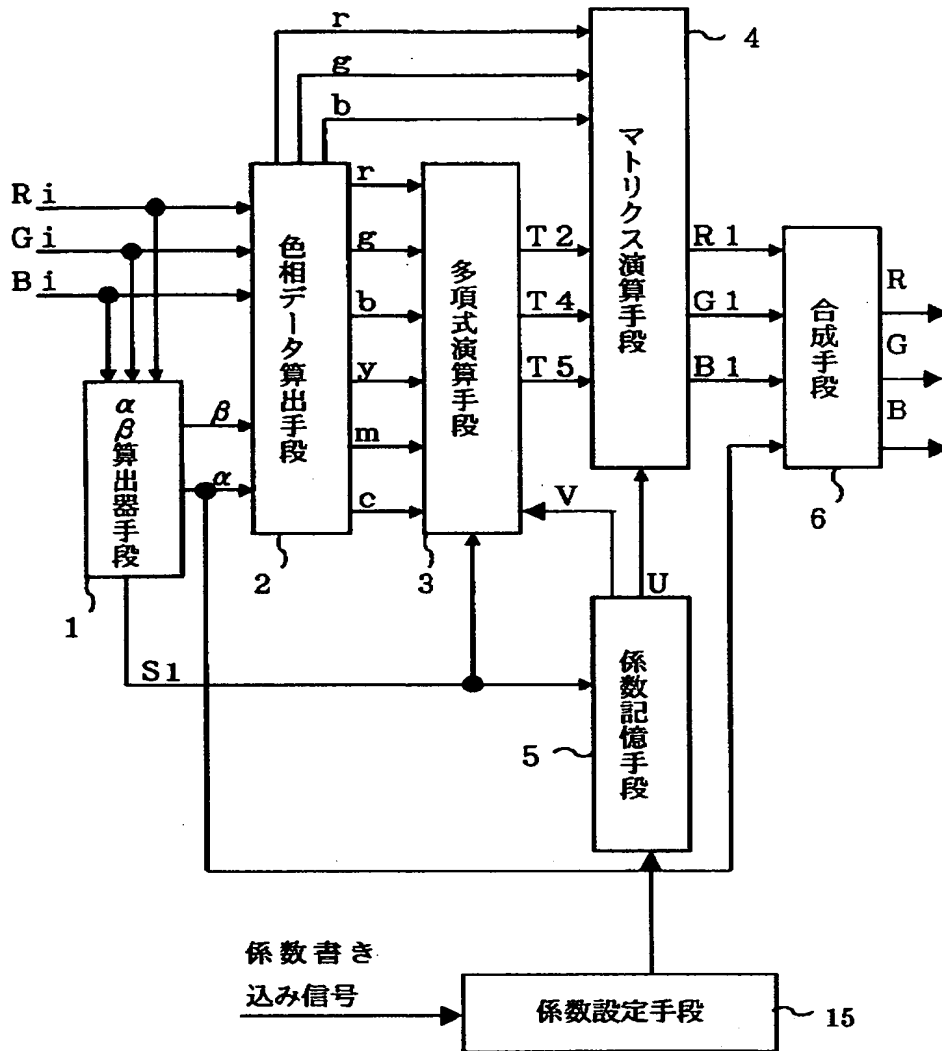 r
g
b
4
マトリクス演算手段
Ri
Gi
Bi
色相データ算出手段
r
g
b
y
m
c
多項式演算手段
T2
T4
T5
R1
G1
B1
合成手段
R
G
B
αβ算出器手段
β
α
1
2
3
V
U
6
S1
5
係数記憶手段
係数書き
込み信号
係数設定手段
15